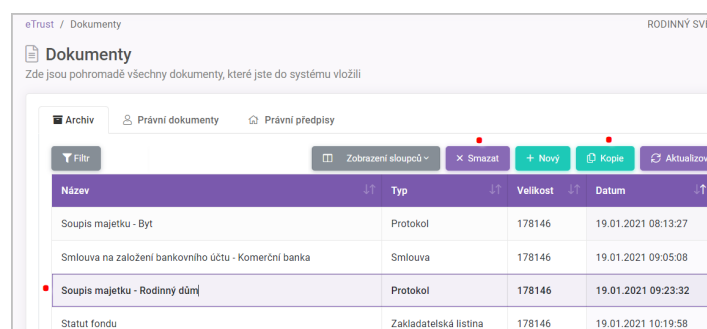 eTrust / Dokumenty
RODINNÝ SVĚ
Dokumenty
Zde jsou pohromadě všechny dokumenty, které jste do systému vložili
Archiv Právní dokumenty Právní předpisy
Filtr Zobrazení sloupců Smazat + Nový Kopie Aktualizov
Název Typ Velikost Datum
Soupis majetku - Byt Protokol 178146 19.01.2021 08:13:27
Smlouva na založení bankovního účtu - Komerční banka Smlouva 178146 19.01.2021 09:05:08
Soupis majetku - Rodinný dům Protokol 178146 19.01.2021 09:23:32
Statut fondu Zakladatelská listina 178146 19.01.2021 10:19:58